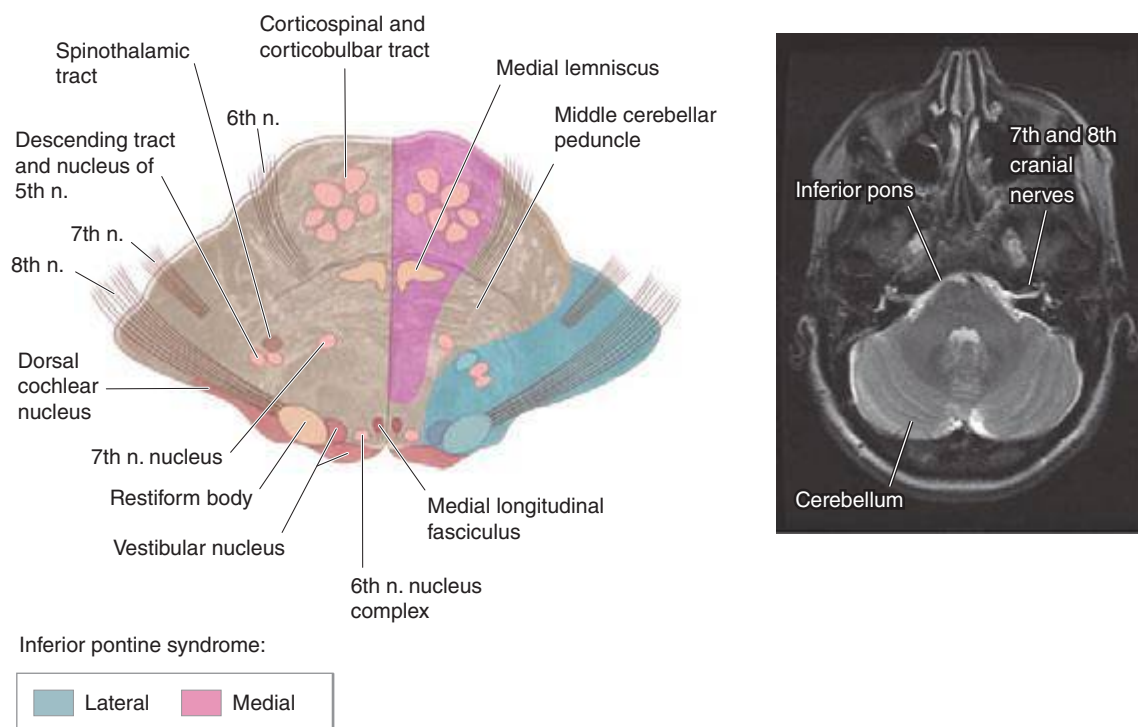 Corticospinal and
corticobulbar tract
Spinothalamic
tract
Medial lemniscus
6th n.
Middle cerebellar
peduncle
Descending tract
and nucleus of
5th n.
7th n.
8th n.
Dorsal
cochlear
nucleus
7th n. nucleus
Restiform body
Vestibular nucleus
Medial longitudinal
fasciculus
6th n. nucleus
complex
Inferior pontine syndrome:
Lateral
Medial
7th and 8th
cranial
nerves
Inferior pons
Cerebellum